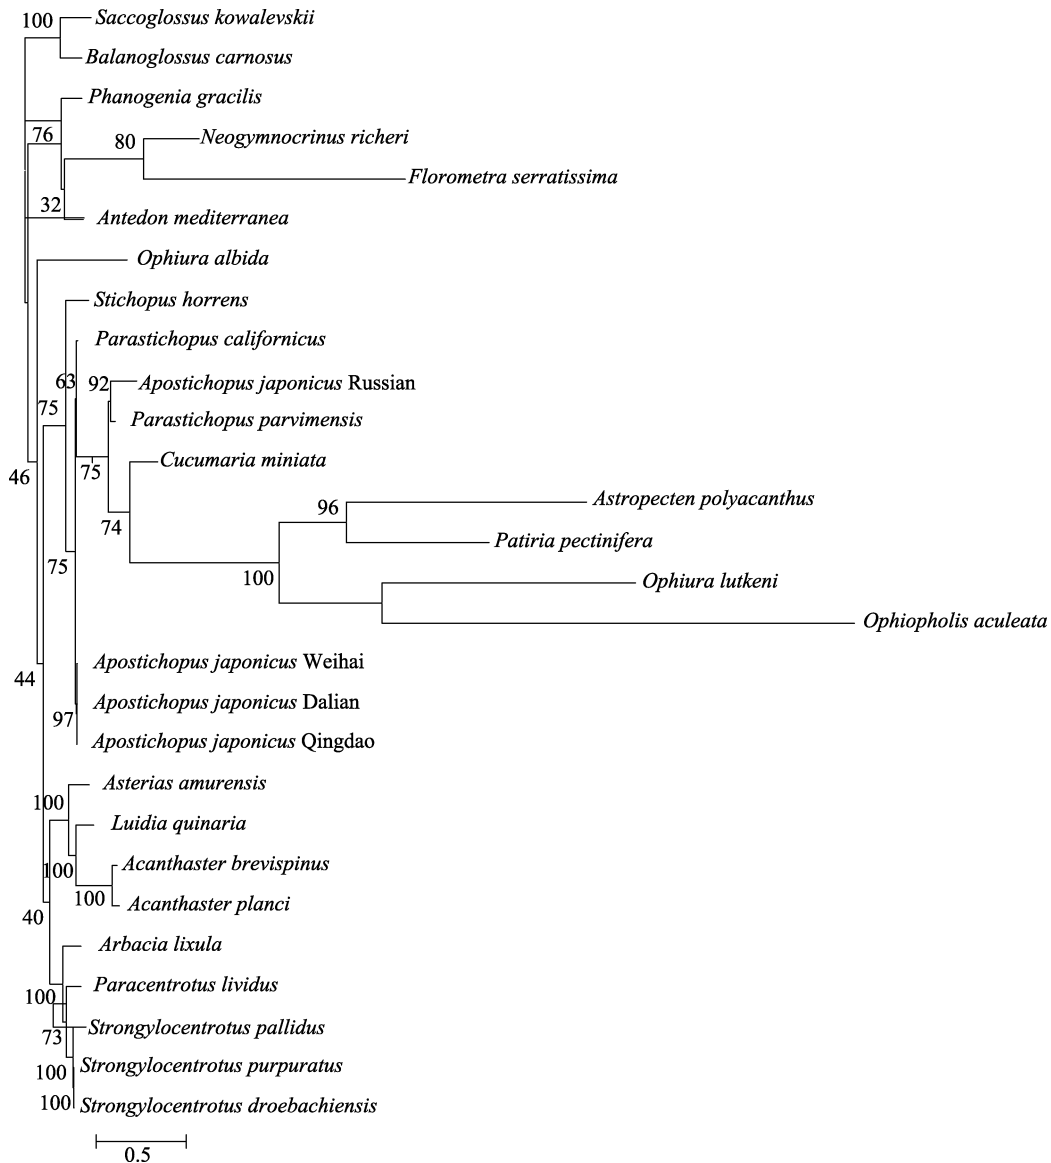 100
Saccoglossus kowalevskii
Balanoglossus carnosus
Phanogenia gracilis
76
80
Neogymnocrinus richeri
Florometra serratissima
32
Antedon mediterranea
Ophiura albida
Stichopus horrens
Parastichopus californicus
63
92
Apostichopus japonicus Russian
75
Parastichopus parvimensis
Cucumaria miniata
46
75
96
Astropecten polyacanthus
74
Patiria pectinifera
75
100
Ophiura lutkeni
Ophiopholis aculeata
Apostichopus japonicus Weihai
44
Apostichopus japonicus Dalian
97
Apostichopus japonicus Qingdao
Asterias amurensis
100
Luidia quinaria
100
Acanthaster brevispinus
100
Acanthaster planci
40
Arbacia lixula
Paracentrotus lividus
100
Strongylocentrotus pallidus
73
Strongylocentrotus purpuratus
100
100
Strongylocentrotus droebachiensis
0.5